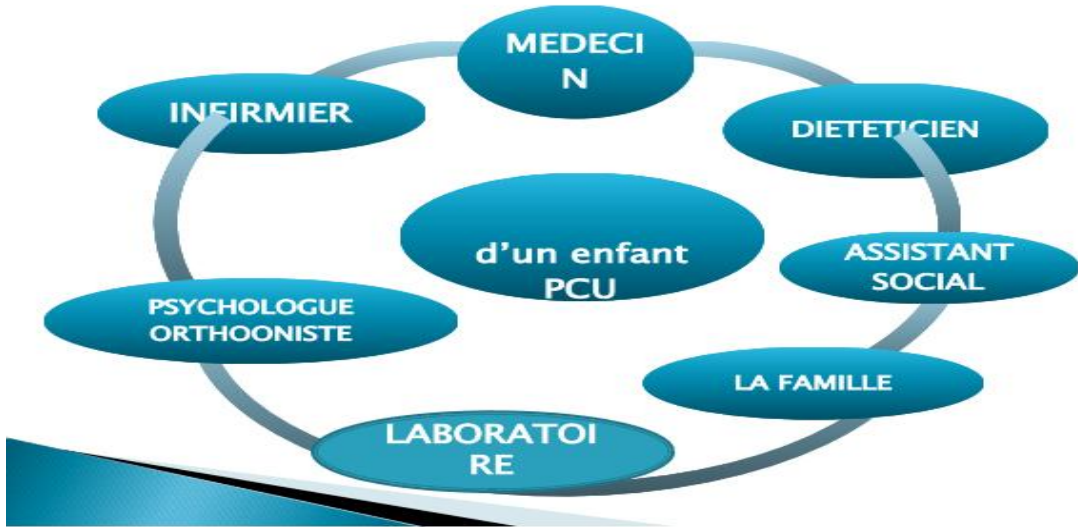 MEDECI
N
INFIRMIER
DIETETICIEN
d'un enfant
PCU
ASSISTANT
SOCIAL
PSYCHOLOGUE
ORTHOONISTE
LA FAMILLE
LABORATOI
RE